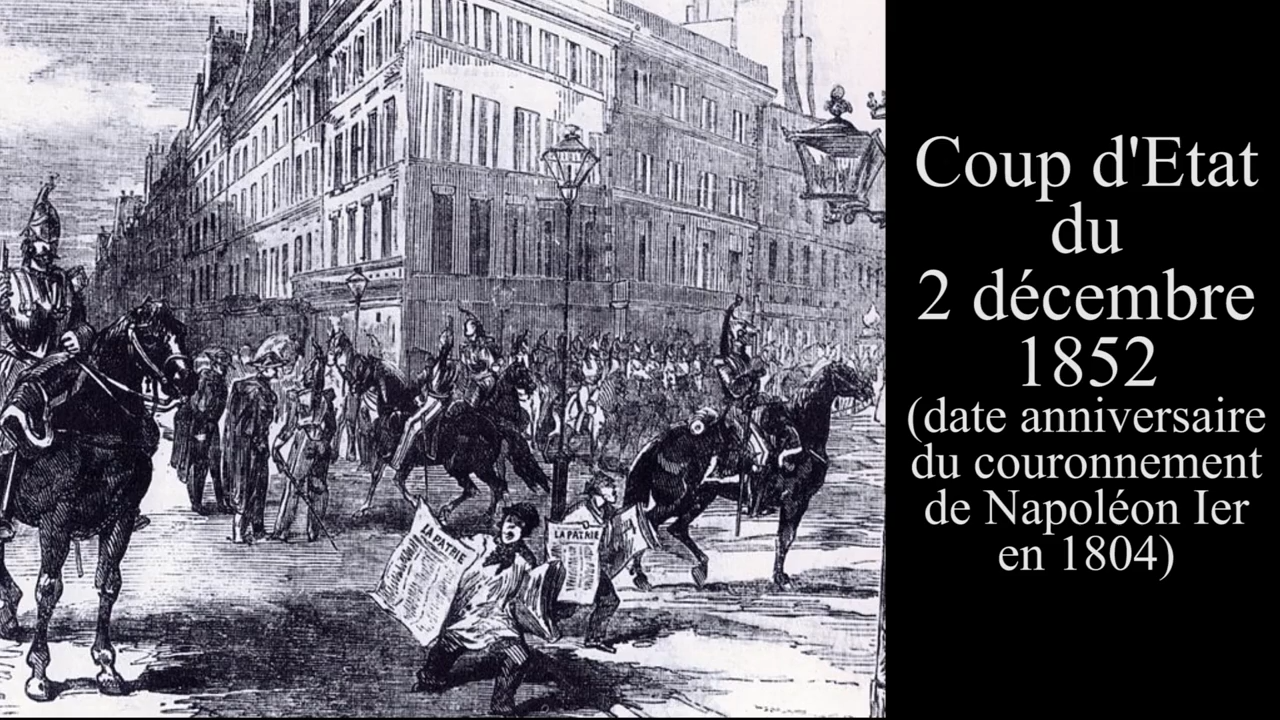 Coup d'Etat
du
2 décembre
1852
(date anniversaire
du couronnement
de Napoléon Ier
en 1804)
LA PATRIE
LA PATRIE